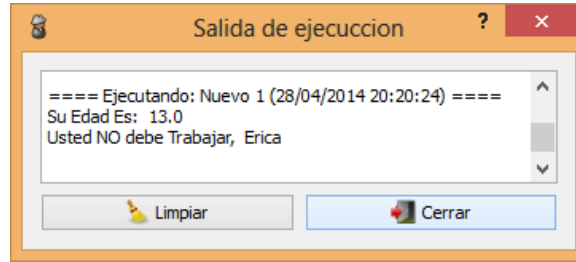 Salida de ejecuccion
?
×
==== Ejecutando: Nuevo 1 (28/04/2014 20:20:24) ====
Su Edad Es: 13.0
Usted NO debe Trabajar, Erica
Limpiar
Cerrar